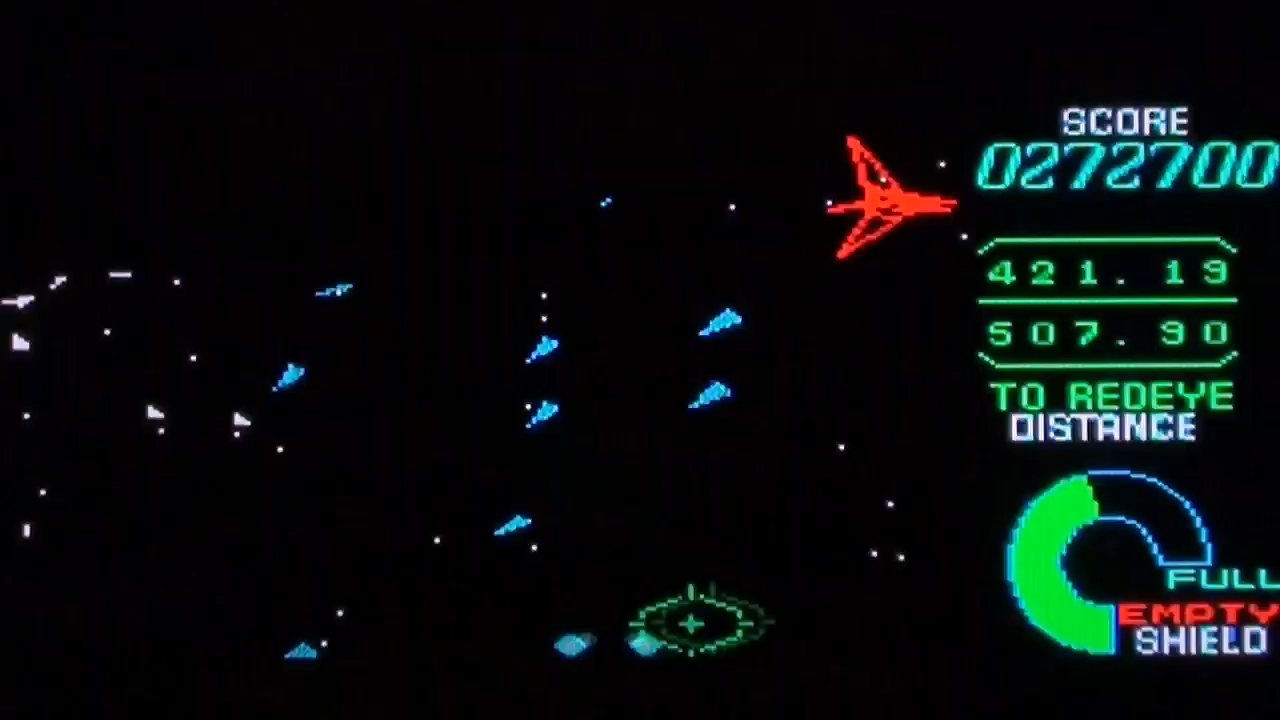 SCORE
0272700
421.19
507.90
TO REDEYE
DISTANCE
FULL
EMPTY
SHIELD